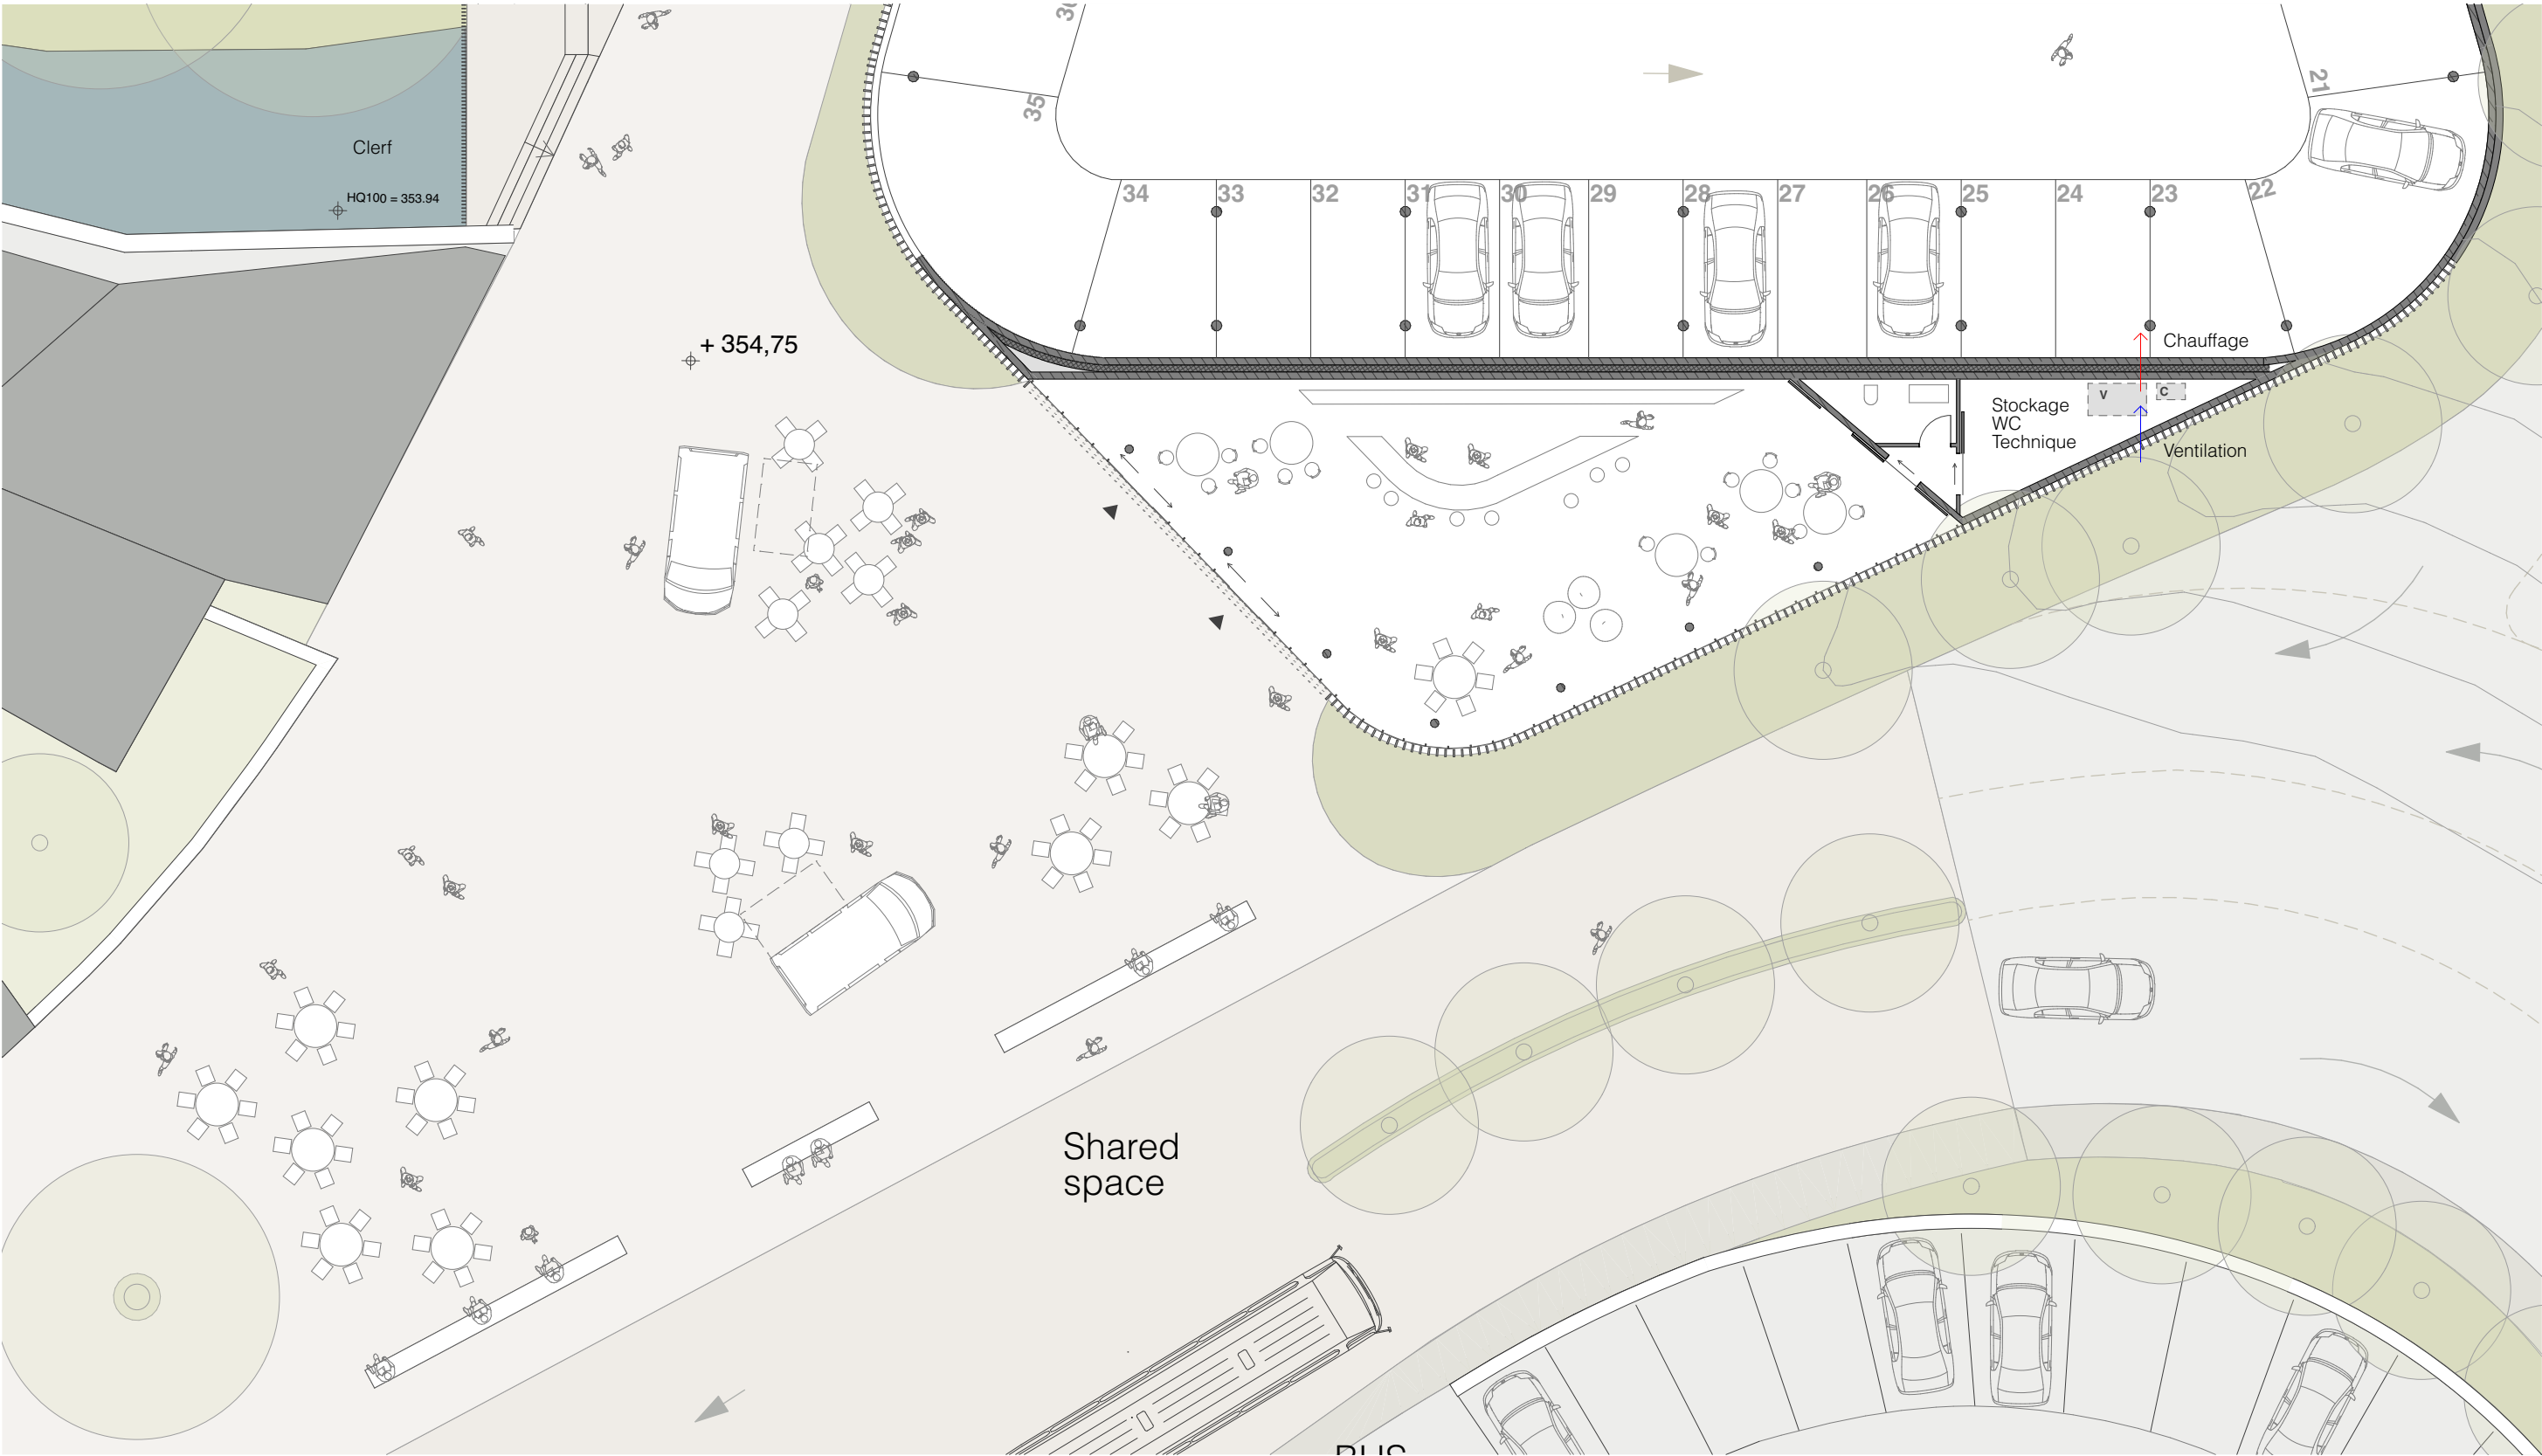 35
21
Clerf
HQ100 = 353.94
34
33
32
31
30
29
28
27
26
25
24
23
22
+ 354,75
Chauffage
V
C
Stockage
WC
Technique
Ventilation
Shared
space